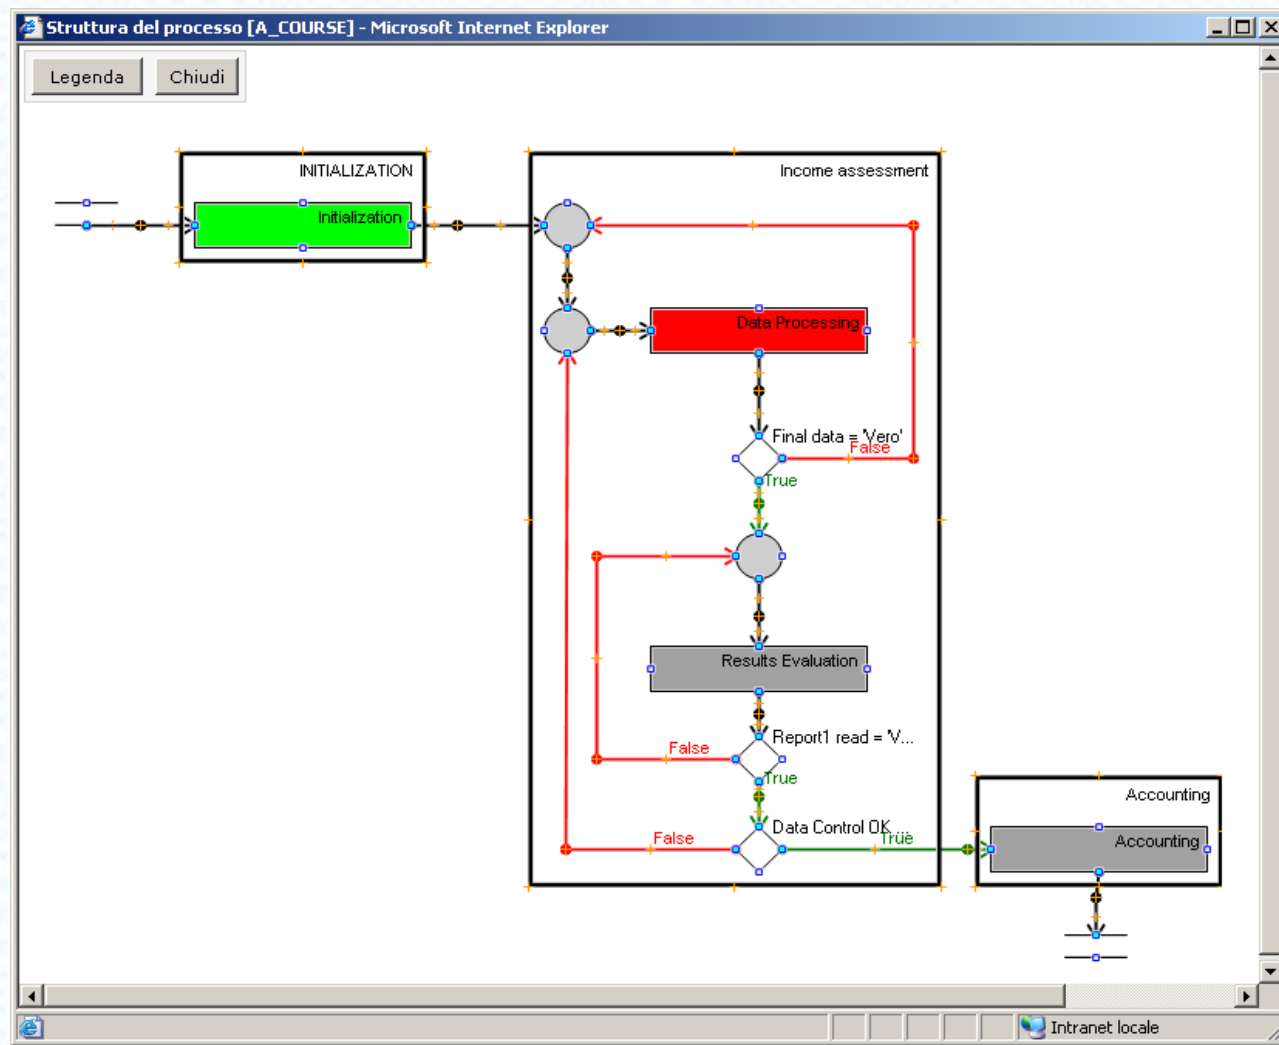 Struttura del processo [A_COURSE] - Microsoft Internet Explorer
Legenda
Chiudi
INITIALIZATION
Initialization
Income assessment
Data Processing
Final data = 'Vero'
False
True
Results Evaluation
Report1 read = 'V...
False
True
Data Control OK ...
False
True
Accounting
Accounting
Intranet locale